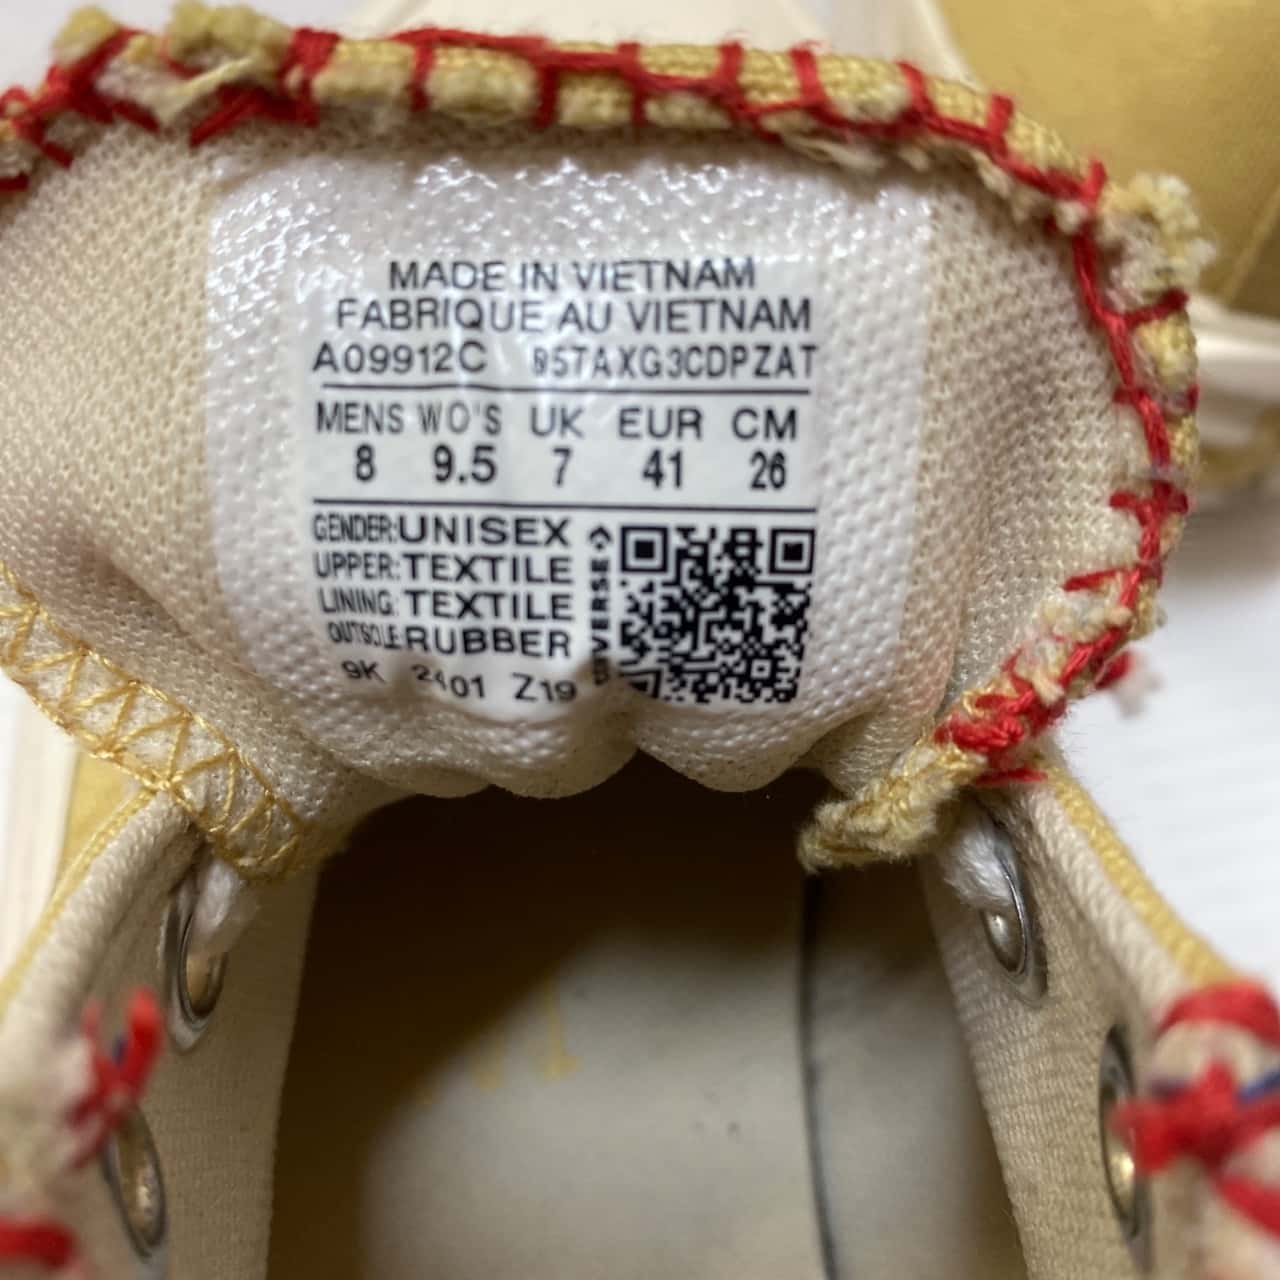 MADE IN VIETNAM
FABRIQUE AU VIETNAM
A09912C B5TAXG3CDPZAT
MENS WO'S UK EUR CM
8 9.5 7 41 26
GENDER:UNISEX
UPPER:TEXTILE
LINING:TEXTILE
OUTSOLE:RUBBER
9K 2401 Z19
CONVERSE